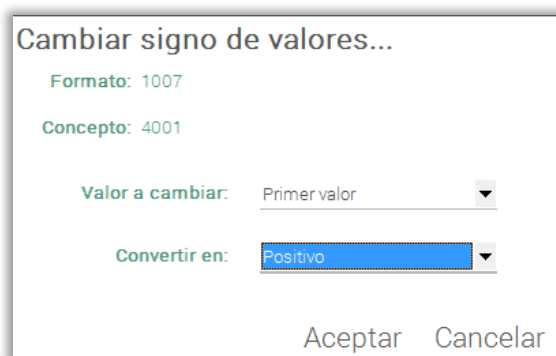 Cambiar signo de valores...
Formato: 1007
Concepto: 4001
Valor a cambiar: Primer valor
Convertir en: Positivo
Aceptar Cancelar